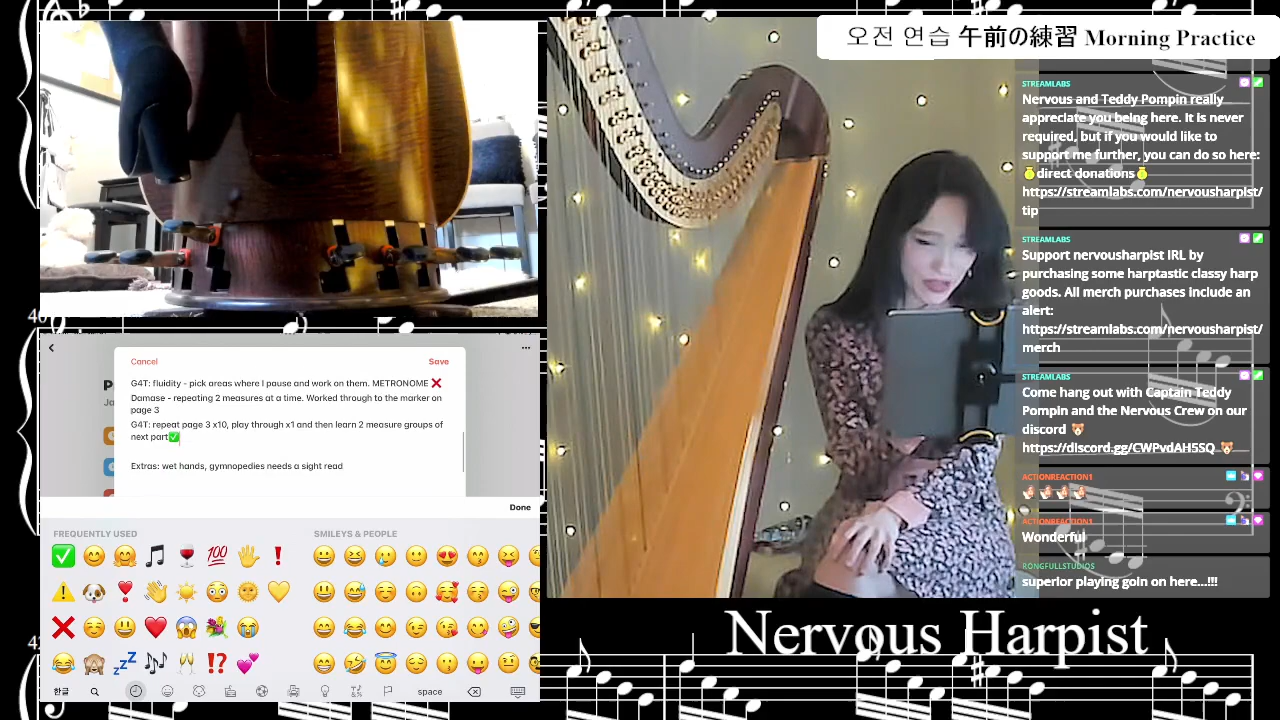 오전 연습 午前の練習 Morning Practice
STREAMLABS
Nervous and Teddy Pompin really
appreciate you being here. It is never
required, but if you would like to
support me further, you can do so here:
💰direct donations💰
https://streamlabs.com/nervousharpist/
tip
STREAMLABS
Support nervousharpist IRL by
purchasing some harptastic classy harp
goods. All merch purchases include an
alert:
https://streamlabs.com/nervousharpist/
merch
STREAMLABS
Come hang out with Captain Teddy
Pompin and the Nervous Crew on our
discord 🐻
https://discord.gg/CWPvdAH5SQ 🐻
ACTIONREACTION1
ACTIONREACTION1
Wonderful
RONGFULLSTUDIOS
superior playing goin on here...!!!
Cancel
Save
G4T: fluidity - pick areas where I pause and work on them. METRONOME ❌
Damase - repeating 2 measures at a time. Worked through to the marker on
page 3
G4T: repeat page 3 x10, play through x1 and then learn 2 measure groups of
next part✅
Extras: wet hands, gymnopedies needs a sight read
Done
FREQUENTLY USED
SMILEYS & PEOPLE
한글
space
Nervous Harpist